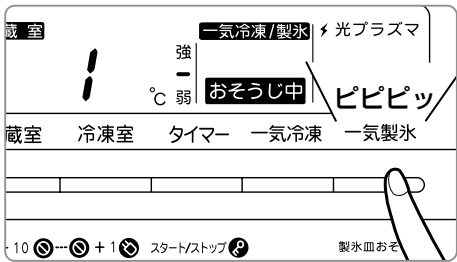 蔵 室
一気冷凍/製氷
光プラズマ
強
1
℃ 弱
おそうじ中
ピピピッ
蔵室 冷凍室 タイマー 一気冷凍 一気製氷
10 --- + 1 スタート/ストップ
製氷皿おそ